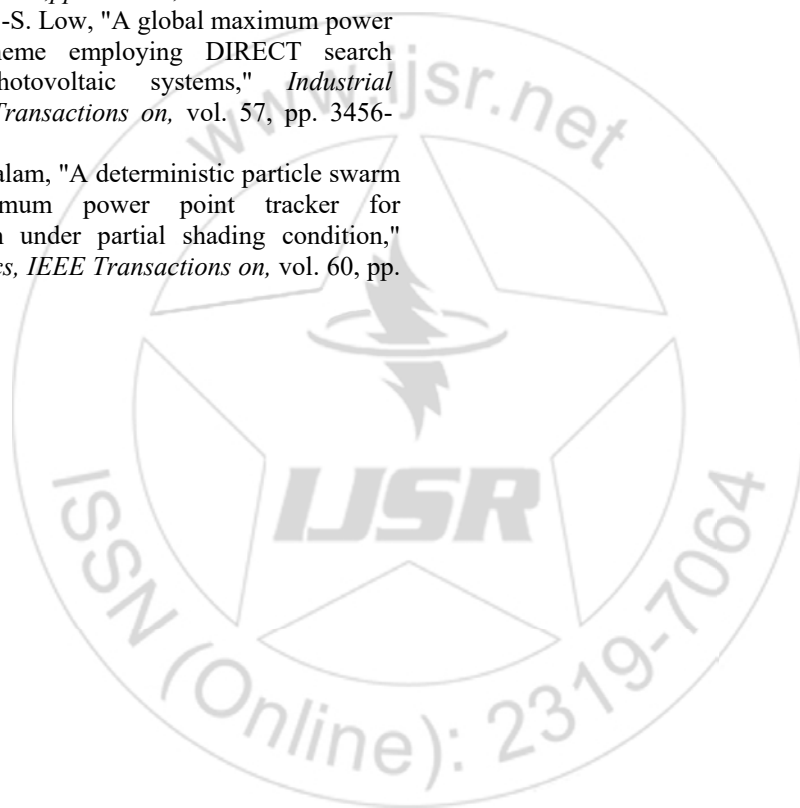 -S. Low, "A global maximum power
eme employing DIRECT search
hotovoltaic systems," Industrial
Transactions on, vol. 57, pp. 3456-
alam, "A deterministic particle swarm
mum power point tracker for
n under partial shading condition,"
cs, IEEE Transactions on, vol. 60, pp.
www.ijsr.net
IJSR
ISSN (Online): 2319-7064